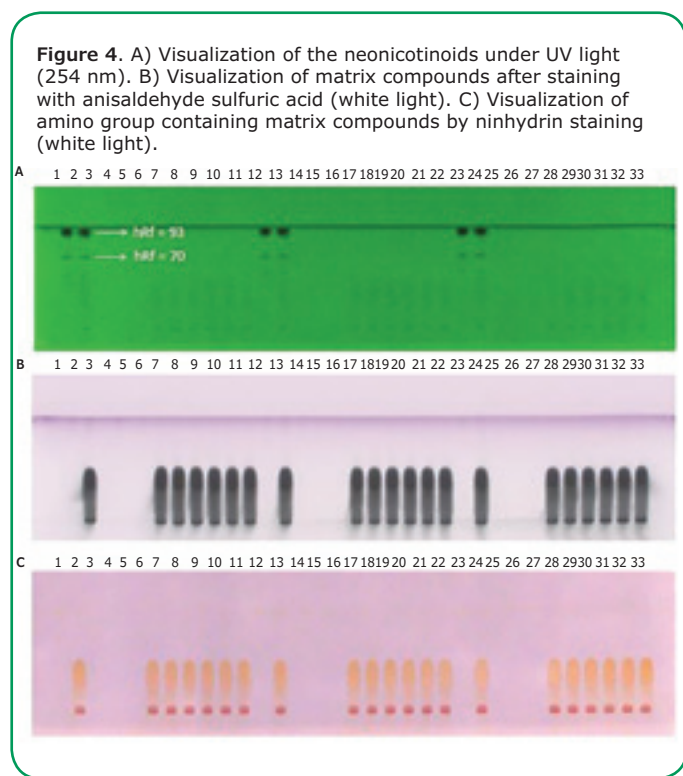 Figure 4. A) Visualization of the neonicotinoids under UV light
(254 nm). B) Visualization of matrix compounds after staining
with anisaldehyde sulfuric acid (white light). C) Visualization of
amino group containing matrix compounds by ninhydrin staining
(white light).
A 1 2 3 4 5 6 7 8 9 10 11 12 13 14 15 16 17 18 19 20 21 22 23 24 25 26 27 28 29 30 31 32 33
hRf = 93
hRf = 70
B 1 2 3 4 5 6 7 8 9 10 11 12 13 14 15 16 17 18 19 20 21 22 23 24 25 26 27 28 29 30 31 32 33
C 1 2 3 4 5 6 7 8 9 10 11 12 13 14 15 16 17 18 19 20 21 22 23 24 25 26 27 28 29 30 31 32 33